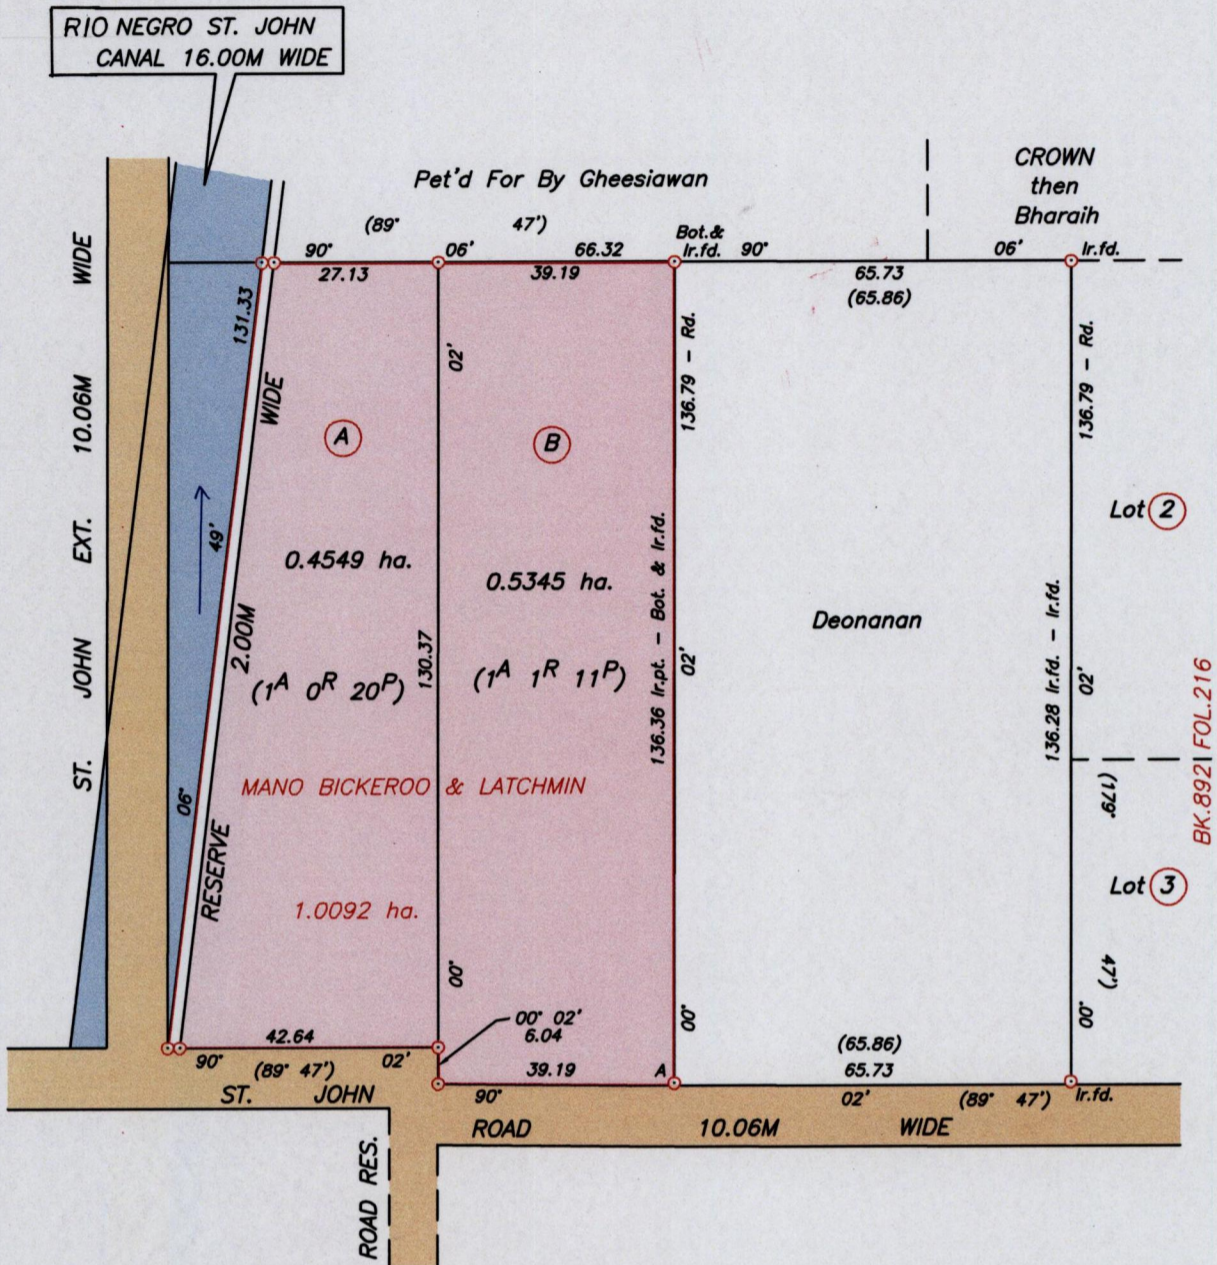 RIO NEGRO ST. JOHN
CANAL 16.00M WIDE
Pet'd For By Gheesiawan
CROWN
then
Bharaih
(89° 47')
90° 06' 66.32
27.13 39.19
Bot.&
Ir.fd.
90° 06' Ir.fd.
65.73
(65.86)
ST. JOHN EXT. 10.06M WIDE
131.33
06° 49'
RESERVE 2.00M WIDE
A
0.4549 ha.
(1A 0R 20P)
00° 02'
130.37
B
0.5345 ha.
(1A 1R 11P)
MANO BICKEROO & LATCHMIN
1.0092 ha.
136.79 - Rd.
136.36 Ir.pt. - Bot. & Ir.fd.
00° 02'
Deonanan
136.79 - Rd.
136.28 Ir.fd. - Ir.fd.
00° 02'
(179° 47')
Lot 2
Lot 3
BK.892 FOL.216
42.64
90° (89° 47') 02'
00° 02'
6.04
39.19 A
90°
(65.86)
65.73
02' (89° 47') Ir.fd.
ST. JOHN
ROAD 10.06M WIDE
ROAD RES.